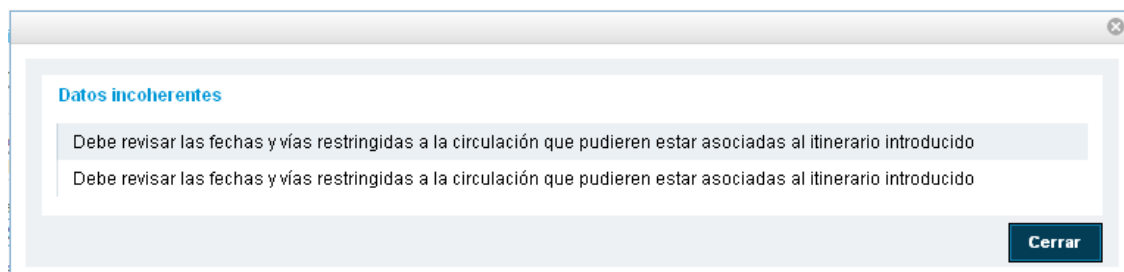 Datos incoherentes
Debe revisar las fechas y vías restringidas a la circulación que pudieren estar asociadas al itinerario introducido
Debe revisar las fechas y vías restringidas a la circulación que pudieren estar asociadas al itinerario introducido
Cerrar